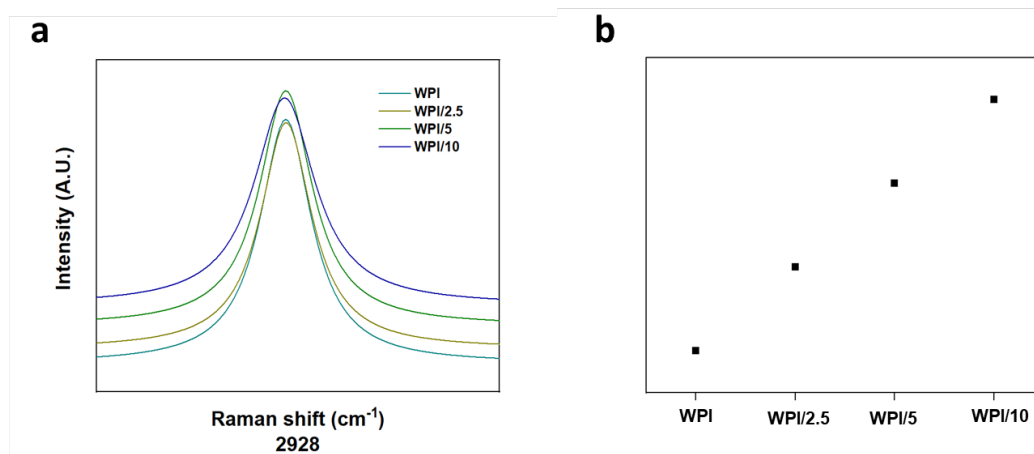 a
b
WPI
WPI/2.5
WPI/5
WPI/10
Intensity (A.U.)
Raman shift (cm⁻¹)
2928
WPI WPI/2.5 WPI/5 WPI/10